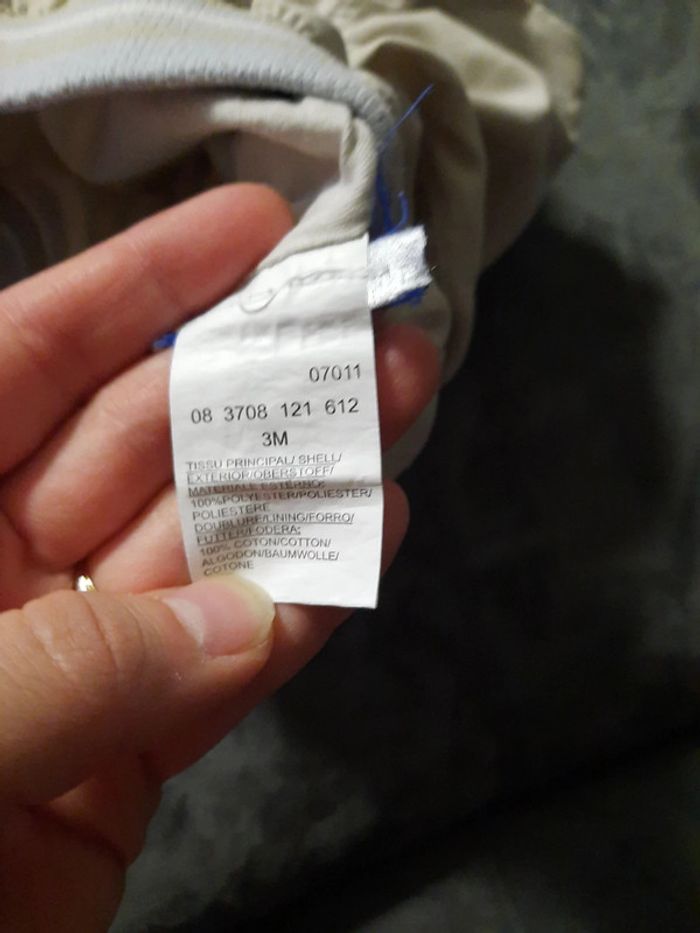 07011
08 3708 121 612
3M
TISSU PRINCIPAL/ SHELL/
EXTERIOR/OBERSTOFF/
MATERIALE ESTERNO:
100%POLYESTER/POLIESTER/
POLIESTERE
DOUBLURE/LINING/FORRO/
FUTTER/FODERA:
100% COTON/COTTON/
ALGODON/BAUMWOLLE/
COTONE